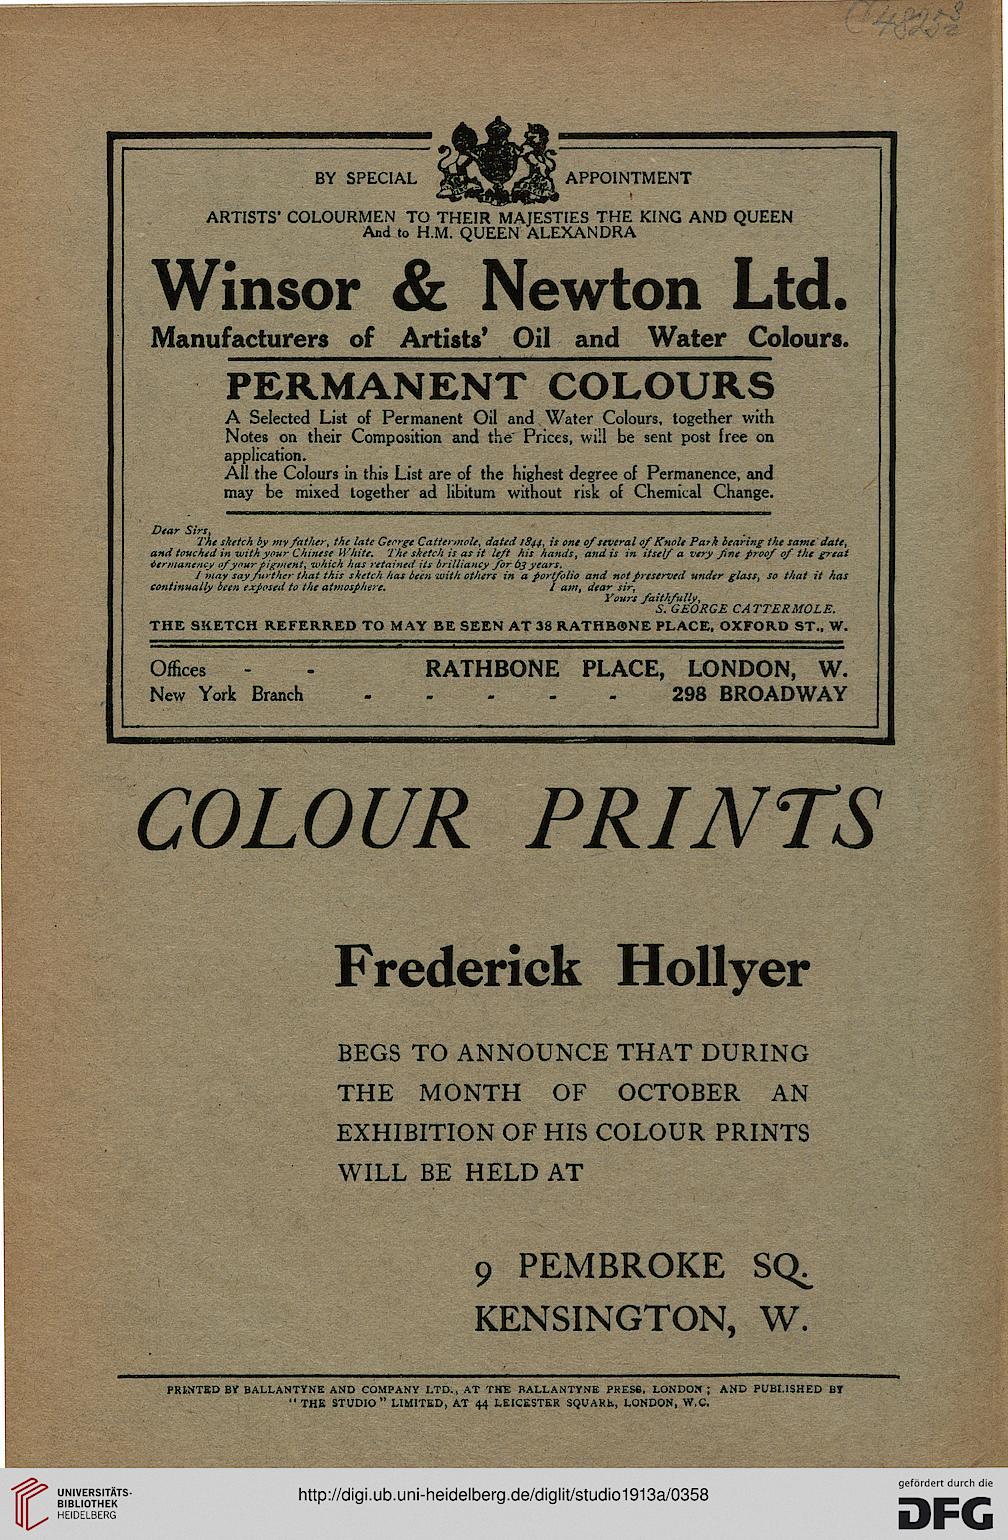 BY SPECIAL APPOINTMENT
ARTISTS' COLOURMEN TO THEIR MAJESTIES THE KING AND QUEEN
And to H.M. QUEEN ALEXANDRA
Winsor & Newton Ltd.
Manufacturers of Artists' Oil and Water Colours.
PERMANENT COLOURS
A Selected List of Permanent Oil and Water Colours, together with
Notes on their Composition and the Prices, will be sent post free on
application.
All the Colours in this List are of the highest degree of Permanence, and
may be mixed together ad libitum without risk of Chemical Change.
Dear Sirs,
The sketch by my father, the late George Cattermole, dated 1844, is one of several of Knole Park bearing the same date,
and touched in with your Chinese White. The sketch is as it left his hands, and is in itself a very fine proof of the great
permanency of your pigment, which has retained its brilliancy for 63 years.
I may say further that this sketch has been with others in a portfolio and not preserved under glass, so that it has
continually been exposed to the atmosphere. I am, dear sir,
Yours faithfully,
S. GEORGE CATTERMOLE.
THE SKETCH REFERRED TO MAY BE SEEN AT 38 RATHBONE PLACE, OXFORD ST., W.
Offices - - RATHBONE PLACE, LONDON, W.
New York Branch - - - - - 298 BROADWAY
COLOUR PRINTS
Frederick Hollyer
BEGS TO ANNOUNCE THAT DURING
THE MONTH OF OCTOBER AN
EXHIBITION OF HIS COLOUR PRINTS
WILL BE HELD AT
9 PEMBROKE SQ.
KENSINGTON, W.
PRINTED BY BALLANTYNE AND COMPANY LTD., AT THE BALLANTYNE PRESS, LONDON; AND PUBLISHED BY
"THE STUDIO" LIMITED, AT 44 LEICESTER SQUARE, LONDON, W.C.
UNIVERSITÄTS-
BIBLIOTHEK
HEIDELBERG
http://digi.ub.uni-heidelberg.de/diglit/studio1913a/0358
gefördert durch die
DFG